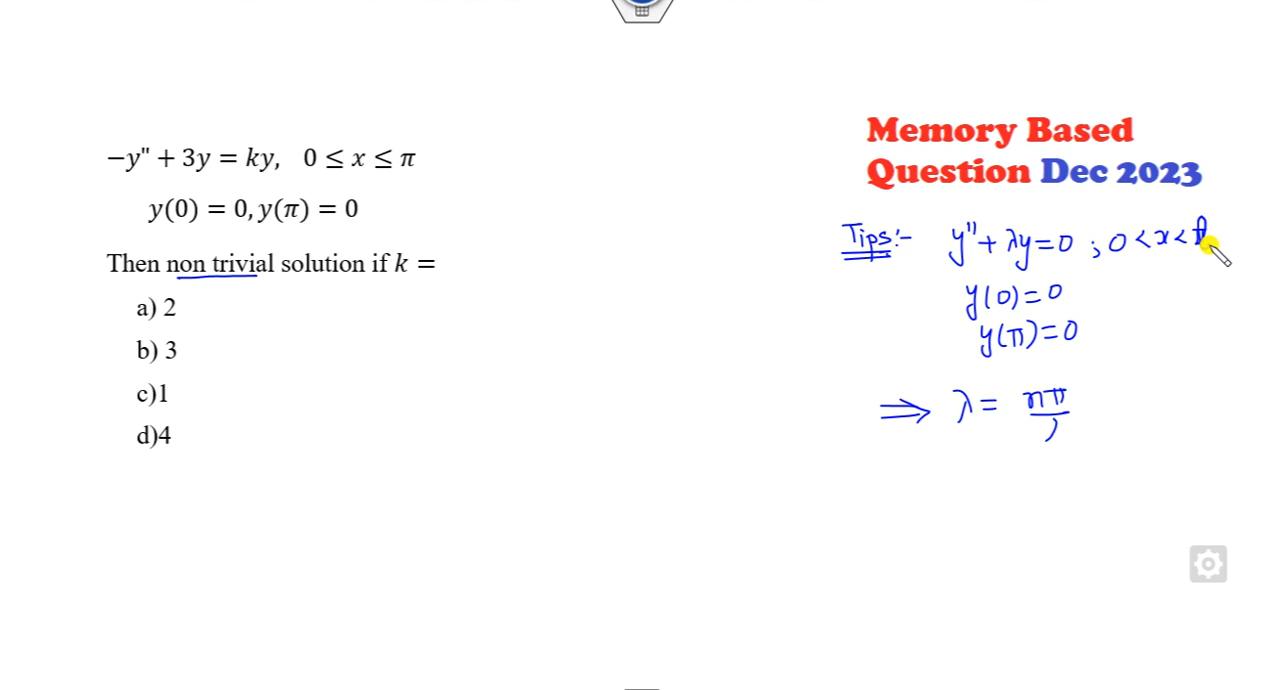 −y" + 3y = ky,   0 ≤ x ≤ π
y(0) = 0, y(π) = 0
Then non trivial solution if k =
a) 2
b) 3
c)1
d)4
Memory Based
Question Dec 2023
Tips:- y" + λy = 0 ; 0 < x <
y(0) = 0
y(π) = 0
⟹ λ = nπ